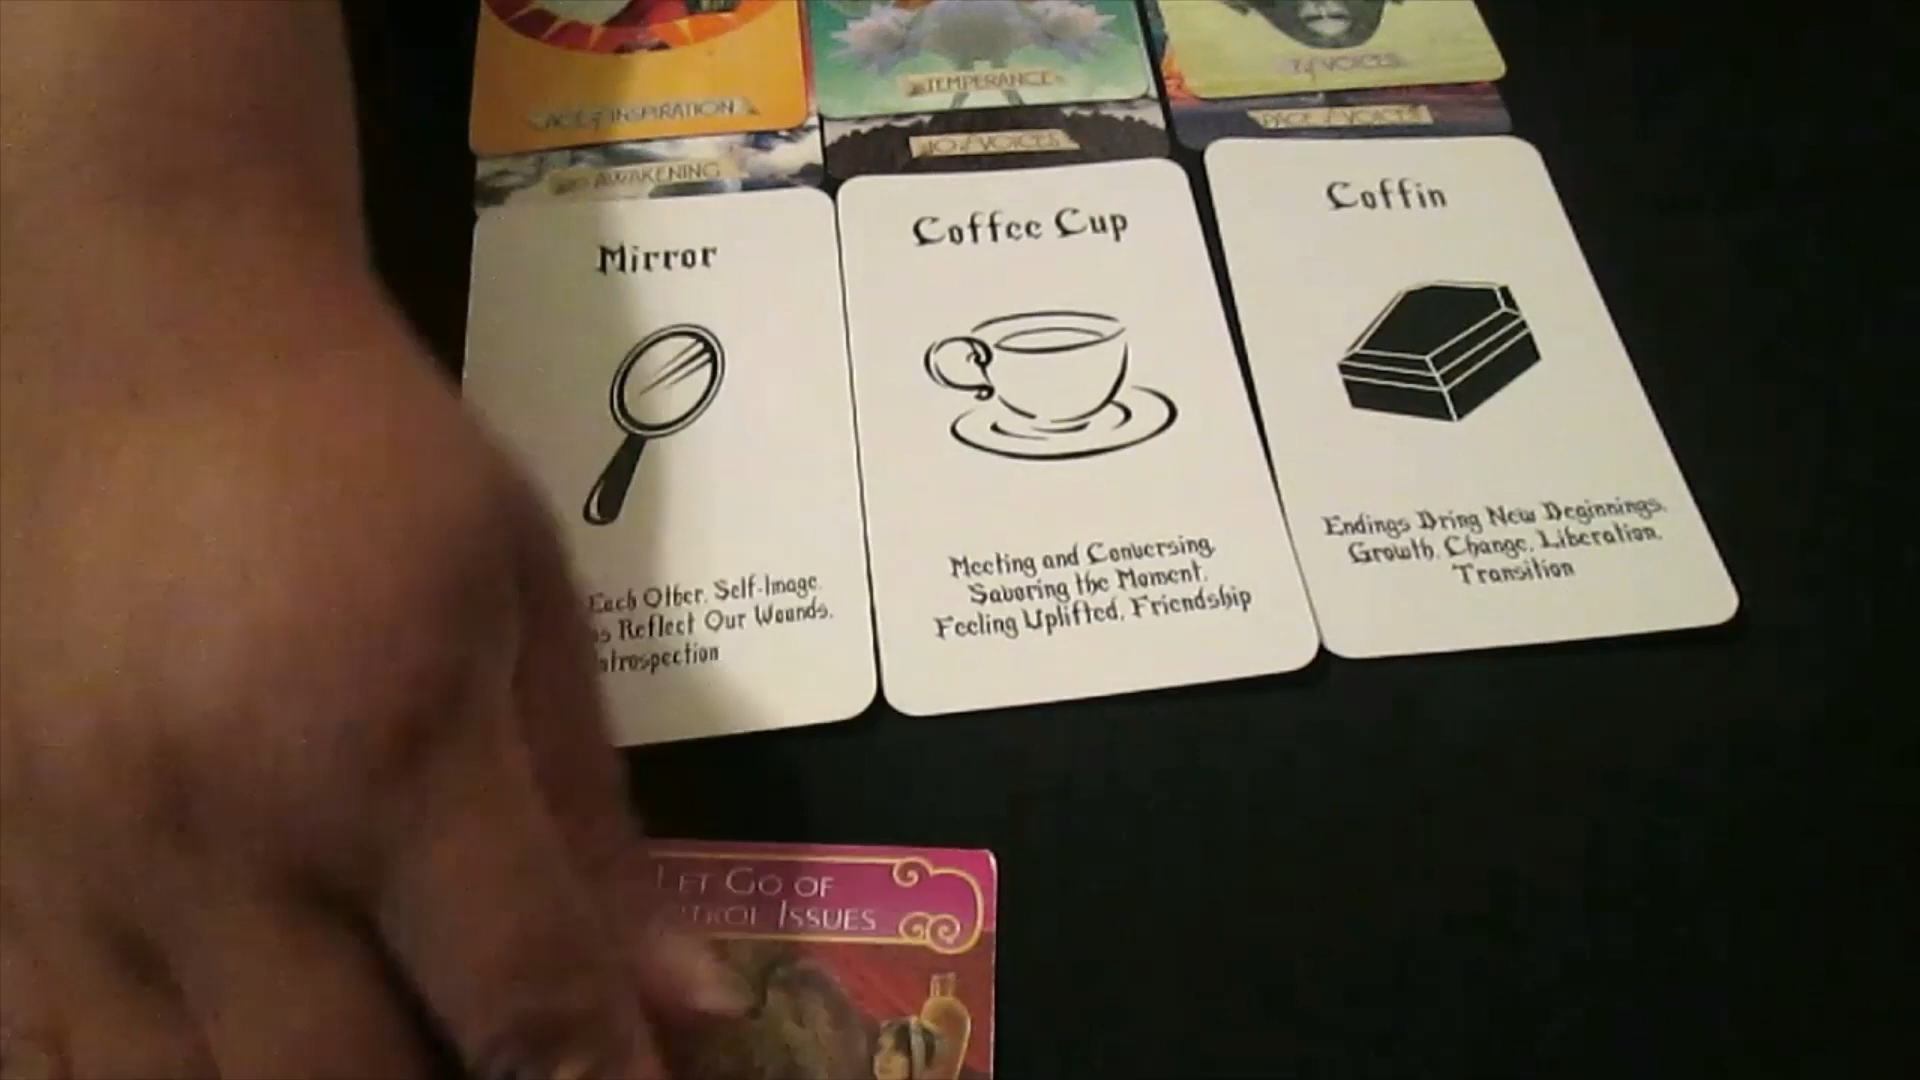 ACE of INSPIRATION
TEMPERANCE
of VOICES
AWAKENING
10 of VOICES
PAGE of VOICES
Mirror
Coffee Cup
Coffin
Each Other, Self-Image,
Reflect Our Wounds,
Introspection
Meeting and Conversing,
Savoring the Moment,
Feeling Uplifted, Friendship
Endings Bring New Beginnings,
Growth, Change, Liberation,
Transition
LET GO OF
ISSUES